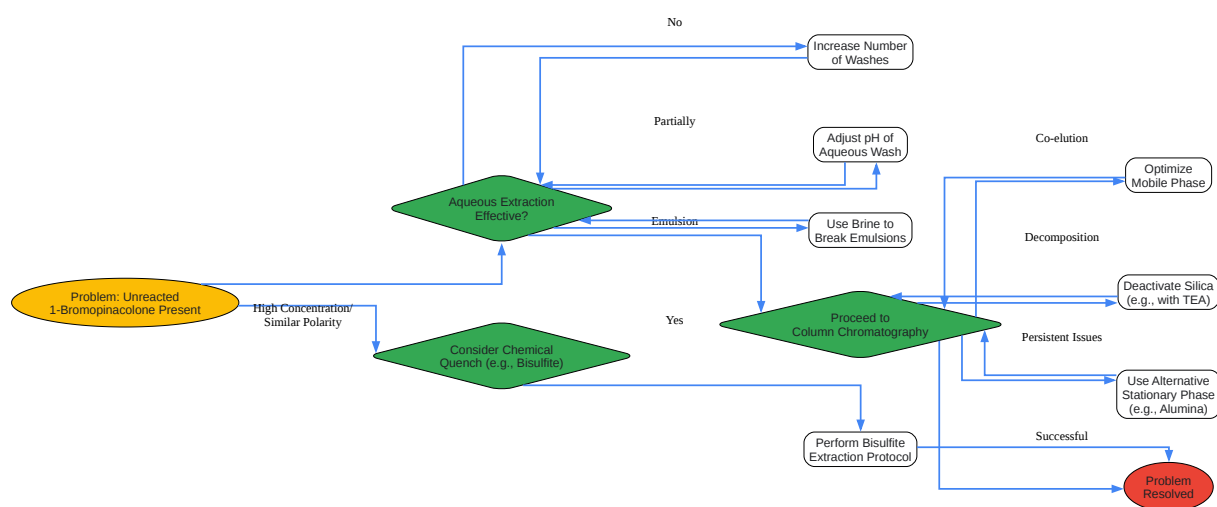 No
Increase Number
of Washes
Partially
Adjust pH of
Aqueous Wash
Co-elution
Optimize
Mobile Phase
Aqueous Extraction
Effective?
Emulsion
Use Brine to
Break Emulsions
Decomposition
Problem: Unreacted
1-Bromopinacolone Present
High Concentration/
Similar Polarity
Deactivate Silica
(e.g., with TEA)
Yes
Proceed to
Column Chromatography
Persistent Issues
Consider Chemical
Quench (e.g., Bisulfite)
Use Alternative
Stationary Phase
(e.g., Alumina)
Perform Bisulfite
Extraction Protocol
Successful
Problem
Resolved